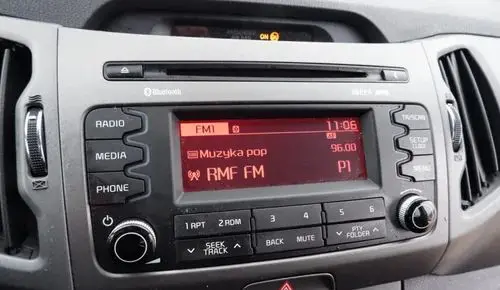 ON
Bluetooth
RADIO
MEDIA
PHONE
FM1 11:06
Muzyka pop 96.00
RMF FM P1
TA/SCAN
SETUP
CLOCK
MENU
1 RPT 2 RDM 3 4 5 6
SEEK
TRACK
BACK MUTE
PTY
FOLDER